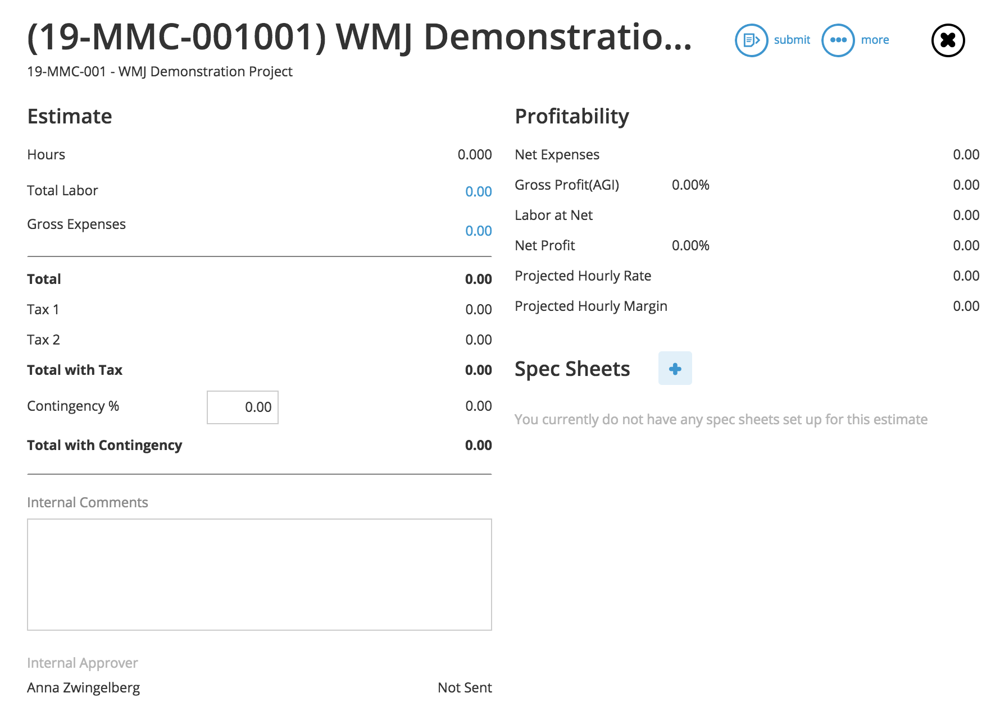 (19-MMC-001001) WMJ Demonstratio...
submit
more
19-MMC-001 - WMJ Demonstration Project
Estimate
Hours 0.000
Total Labor 0.00
Gross Expenses 0.00
Total 0.00
Tax 1 0.00
Tax 2 0.00
Total with Tax 0.00
Contingency % 0.00 0.00
Total with Contingency 0.00
Internal Comments
Internal Approver
Anna Zwingelberg Not Sent
Profitability
Net Expenses 0.00
Gross Profit(AGI) 0.00% 0.00
Labor at Net 0.00
Net Profit 0.00% 0.00
Projected Hourly Rate 0.00
Projected Hourly Margin 0.00
Spec Sheets
You currently do not have any spec sheets set up for this estimate